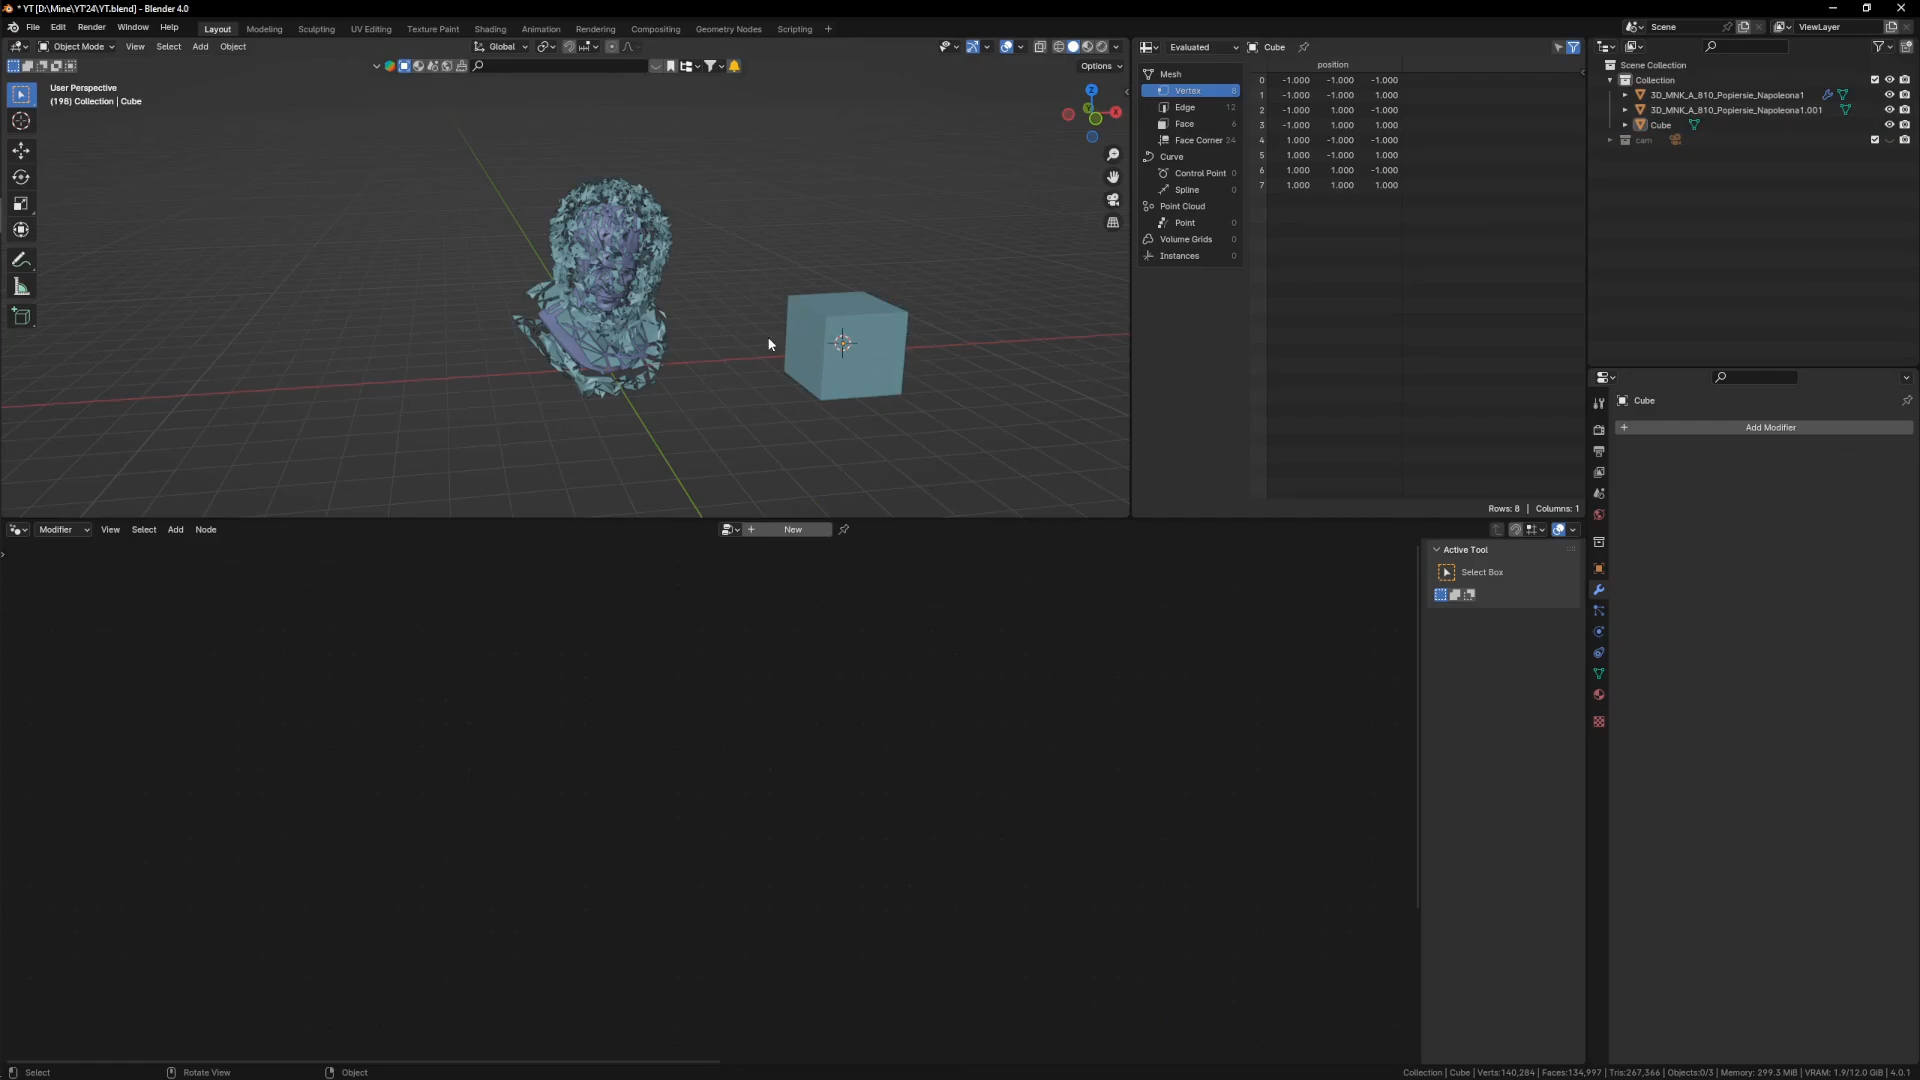 * YT [D:\Mine\YT'24\YT.blend] - Blender 4.0
File Edit Render Window Help Layout Modeling Sculpting UV Editing Texture Paint Shading Animation Rendering Compositing Geometry Nodes Scripting +
Scene
ViewLayer
Object Mode View Select Add Object
Global
Options
User Perspective
(198) Collection | Cube
Z
Y
X
Evaluated
Cube
position
Mesh
Vertex 8
Edge 12
Face 6
Face Corner 24
Curve
Control Point 0
Spline 0
Point Cloud
Point 0
Volume Grids 0
Instances 0
0 -1.000 -1.000 -1.000
1 -1.000 -1.000 1.000
2 -1.000 1.000 -1.000
3 -1.000 1.000 1.000
4 1.000 -1.000 -1.000
5 1.000 -1.000 1.000
6 1.000 1.000 -1.000
7 1.000 1.000 1.000
Rows: 8 | Columns: 1
Scene Collection
Collection
3D_MNK_A_810_Popiersie_Napoleona1
3D_MNK_A_810_Popiersie_Napoleona1.001
Cube
cam
Cube
+ Add Modifier
Modifier View Select Add Node
+ New
Active Tool
Select Box
Select Rotate View Object
Collection | Cube | Verts:140,284 | Faces:134,997 | Tris:267,366 | Objects:0/3 | Memory: 299.3 MiB | VRAM: 1.9/12.0 GiB | 4.0.1